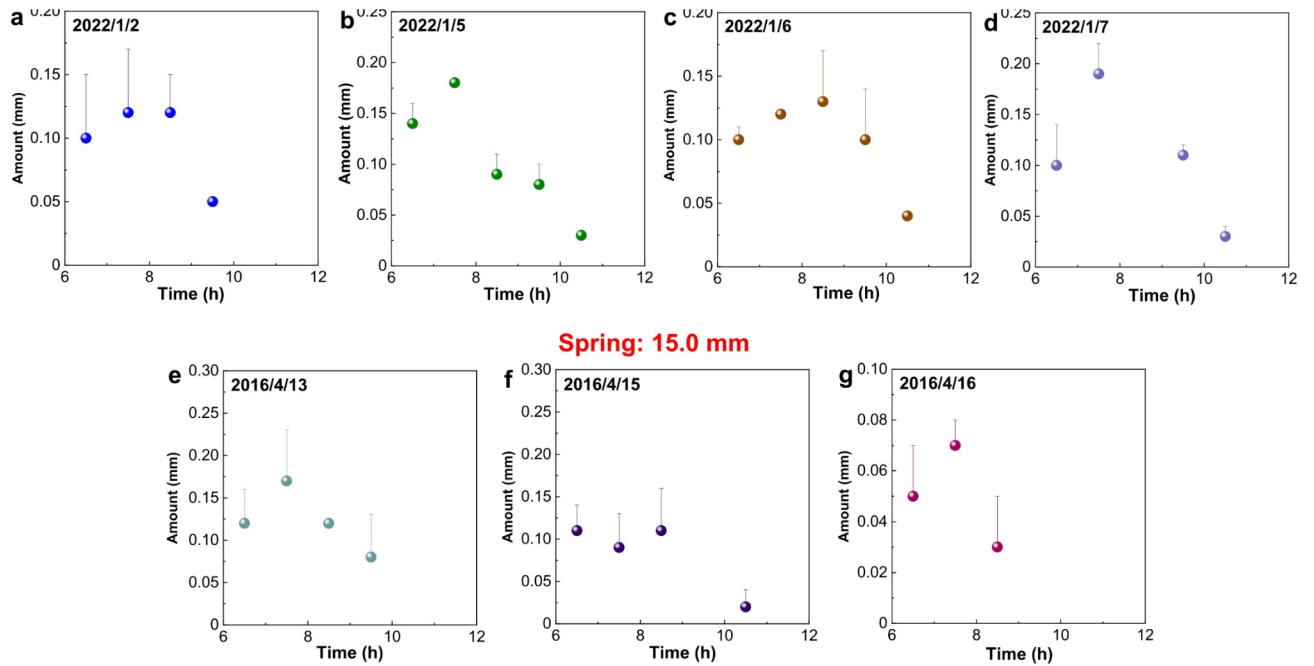 a
2022/1/2
0.20
0.15
0.10
0.05
0
6 8 10 12
Amount (mm)
Time (h)
b
2022/1/5
0.25
0.20
0.15
0.10
0.05
0
6 8 10 12
Amount (mm)
Time (h)
c
2022/1/6
0.20
0.15
0.10
0.05
0
6 8 10 12
Amount (mm)
Time (h)
d
2022/1/7
0.25
0.20
0.15
0.10
0.05
0
6 8 10 12
Amount (mm)
Time (h)
Spring: 15.0 mm
e
2016/4/13
0.30
0.25
0.20
0.15
0.10
0.05
0
6 8 10 12
Amount (mm)
Time (h)
f
2016/4/15
0.30
0.25
0.20
0.15
0.10
0.05
0
6 8 10 12
Amount (mm)
Time (h)
g
2016/4/16
0.10
0.08
0.06
0.04
0.02
0
6 8 10 12
Amount (mm)
Time (h)